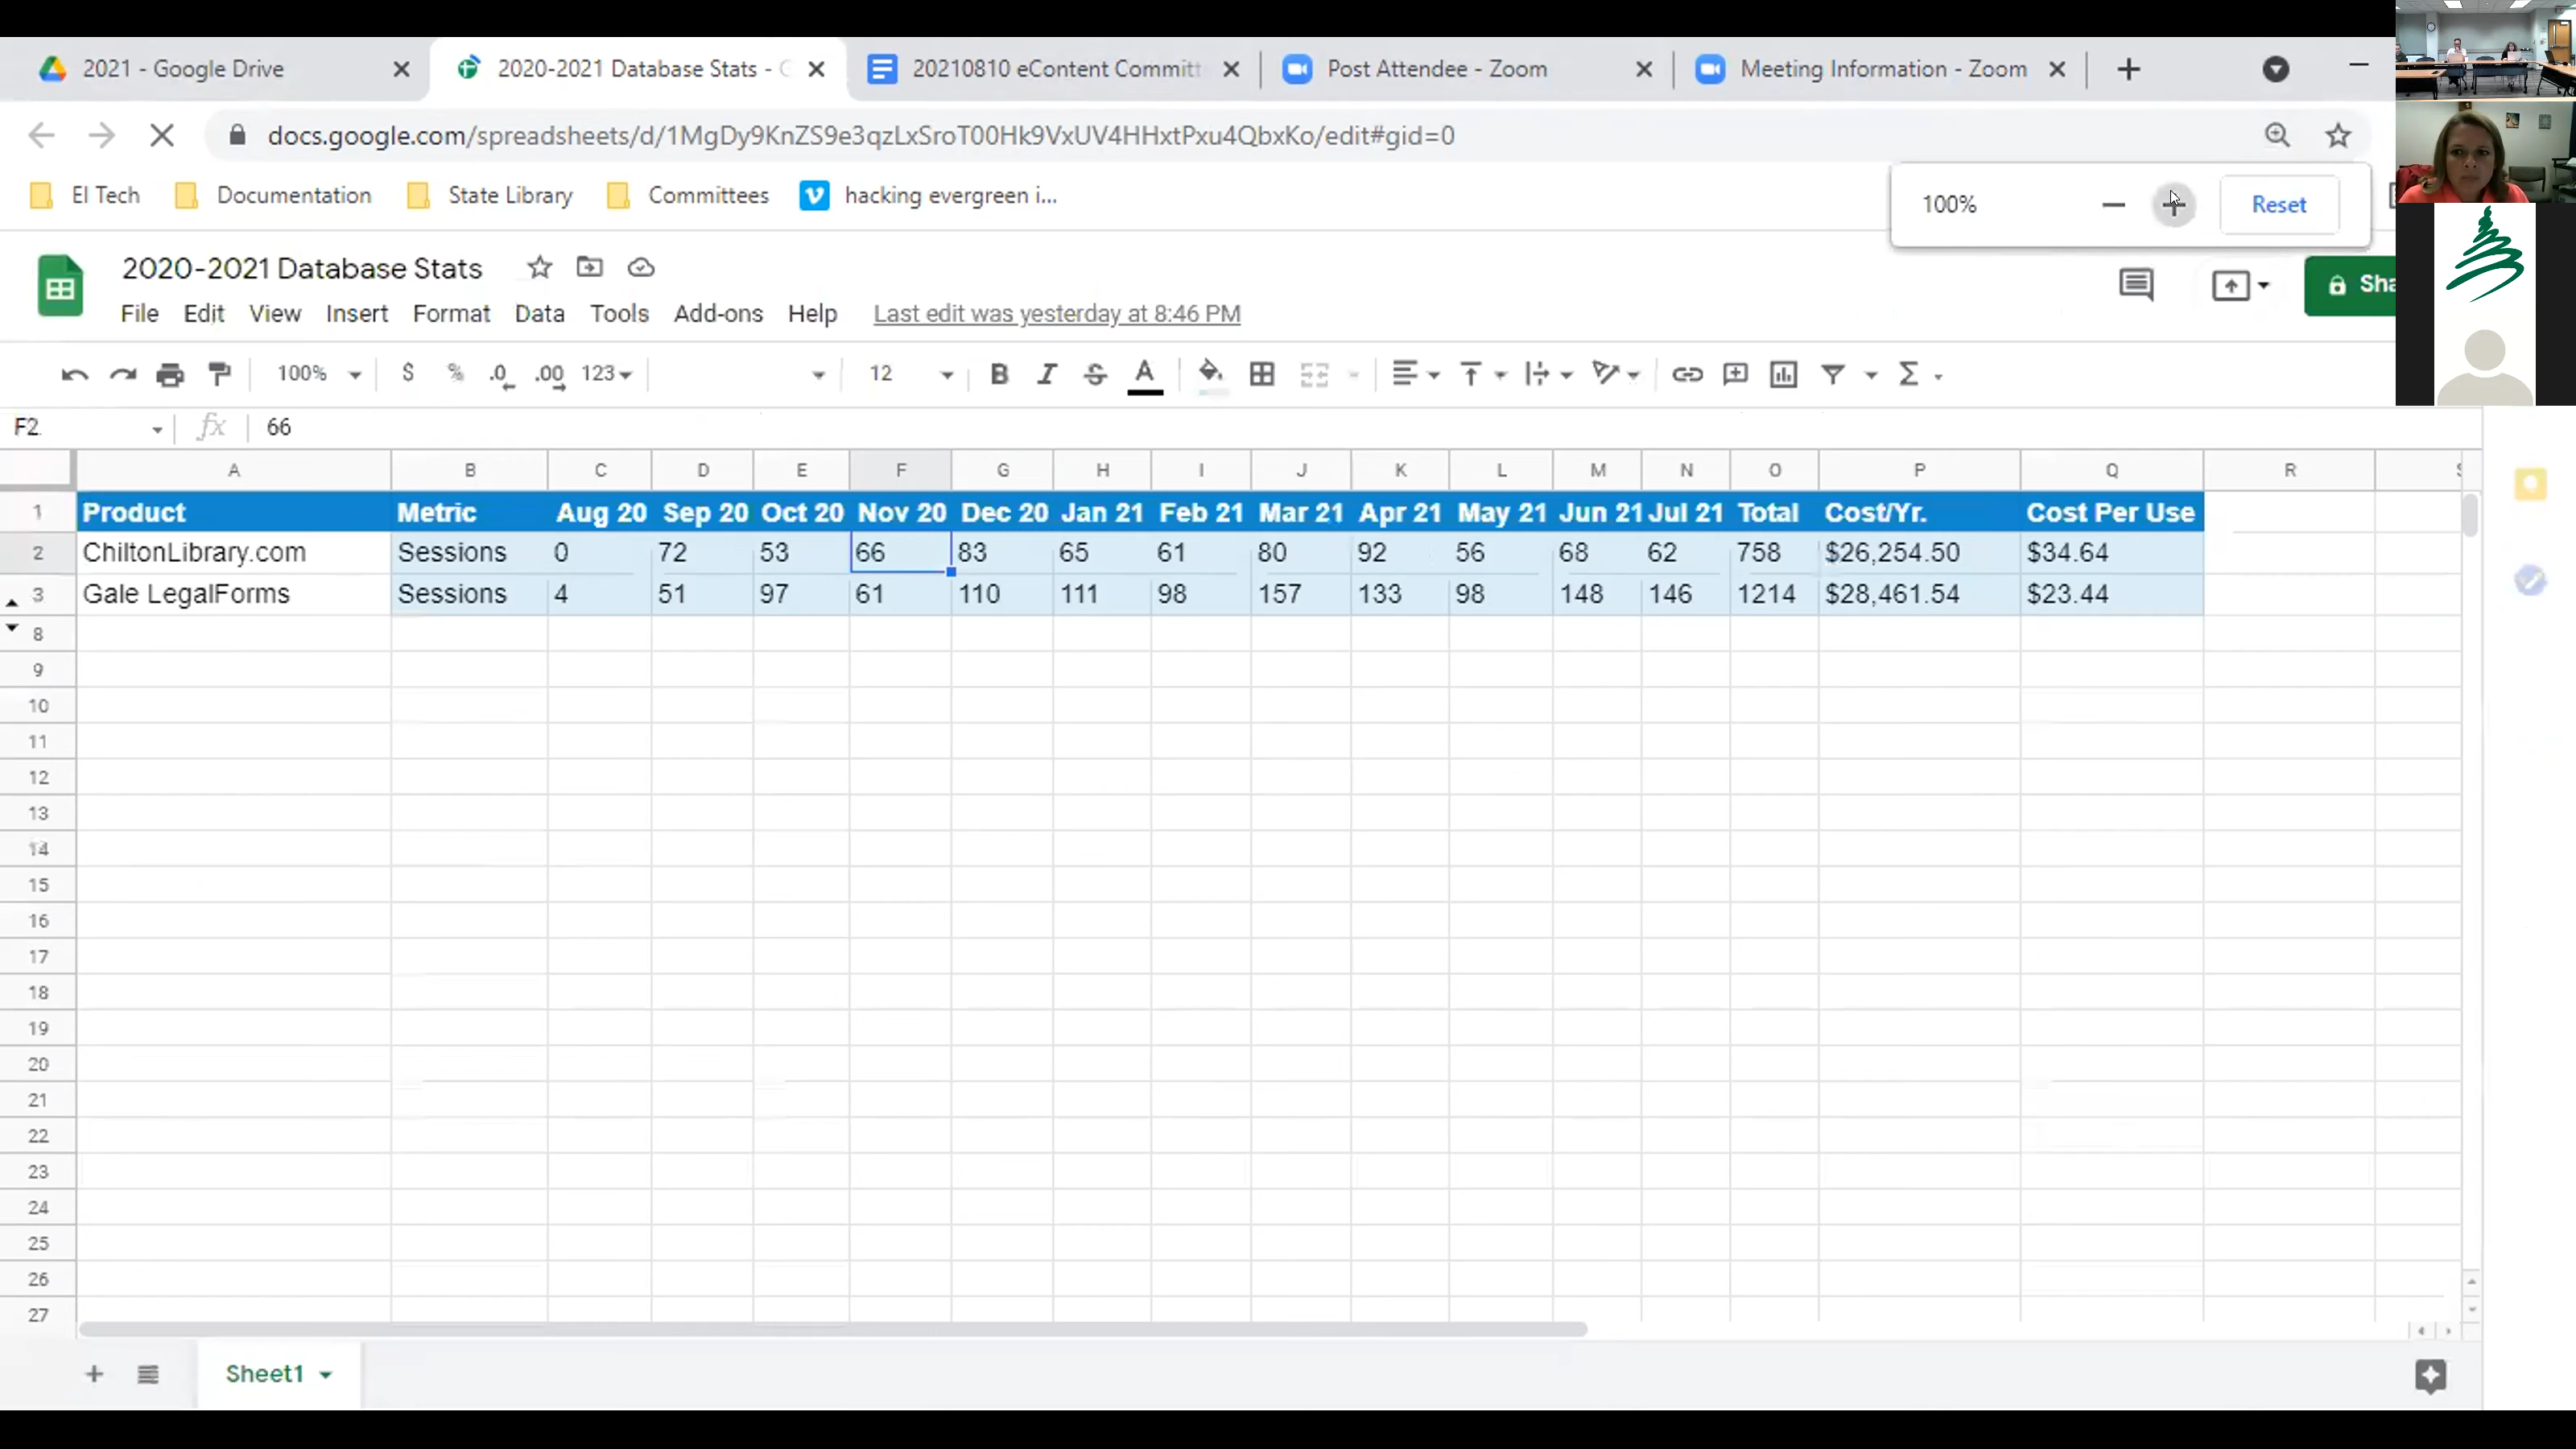 2021 - Google Drive
2020-2021 Database Stats -
20210810 eContent Committ
Post Attendee - Zoom
Meeting Information - Zoom
docs.google.com/spreadsheets/d/1MgDy9KnZS9e3qzLxSroT00Hk9VxUV4HHxtPxu4QbxKo/edit#gid=0
EI Tech Documentation State Library Committees hacking evergreen i...
100% Reset
2020-2021 Database Stats
Sha
File Edit View Insert Format Data Tools Add-ons Help Last edit was yesterday at 8:46 PM
100% $ % .0 .00 123 12 B I S A Σ
F2 fx 66
A B C D E F G H I J K L M N O P Q R
1 Product Metric Aug 20 Sep 20 Oct 20 Nov 20 Dec 20 Jan 21 Feb 21 Mar 21 Apr 21 May 21 Jun 21 Jul 21 Total Cost/Yr. Cost Per Use
2 ChiltonLibrary.com Sessions 0 72 53 66 83 65 61 80 92 56 68 62 758 $26,254.50 $34.64
3 Gale LegalForms Sessions 4 51 97 61 110 111 98 157 133 98 148 146 1214 $28,461.54 $23.44
8
9
10
11
12
13
14
15
16
17
18
19
20
21
22
23
24
25
26
27
Sheet1